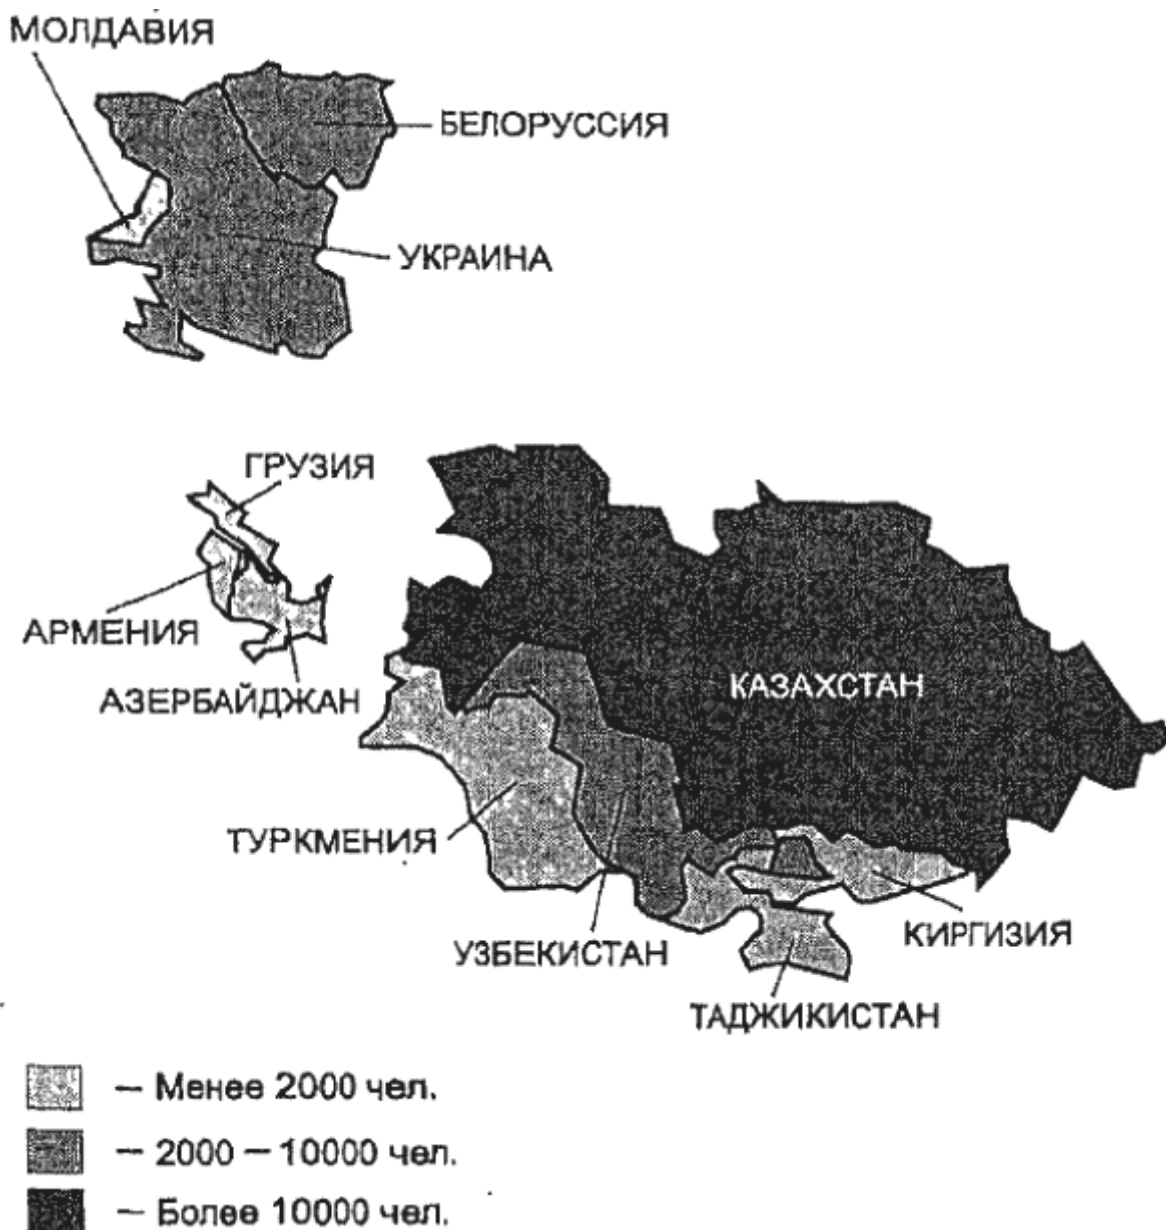 МОЛДАВИЯ
БЕЛОРУССИЯ
УКРАИНА
ГРУЗИЯ
АРМЕНИЯ
АЗЕРБАЙДЖАН
КАЗАХСТАН
ТУРКМЕНИЯ
УЗБЕКИСТАН
КИРГИЗИЯ
ТАДЖИКИСТАН
— Менее 2000 чел.
— 2000 — 10000 чел.
— Более 10000 чел.